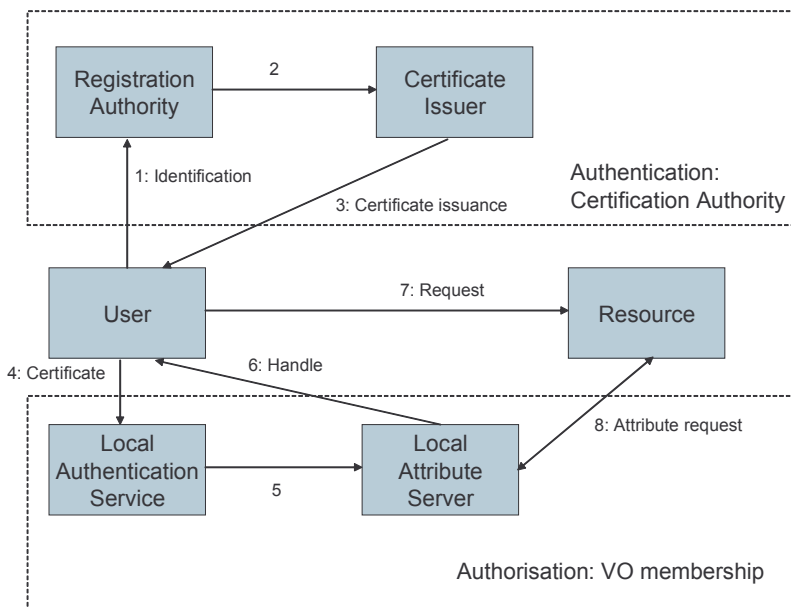 Registration
Authority
2
Certificate
Issuer
1: Identification
Authentication:
Certification Authority
3: Certificate issuance
User
7: Request
Resource
4: Certificate
6: Handle
Local
Authentication
Service
5
Local
Attribute
Server
8: Attribute request
Authorisation: VO membership